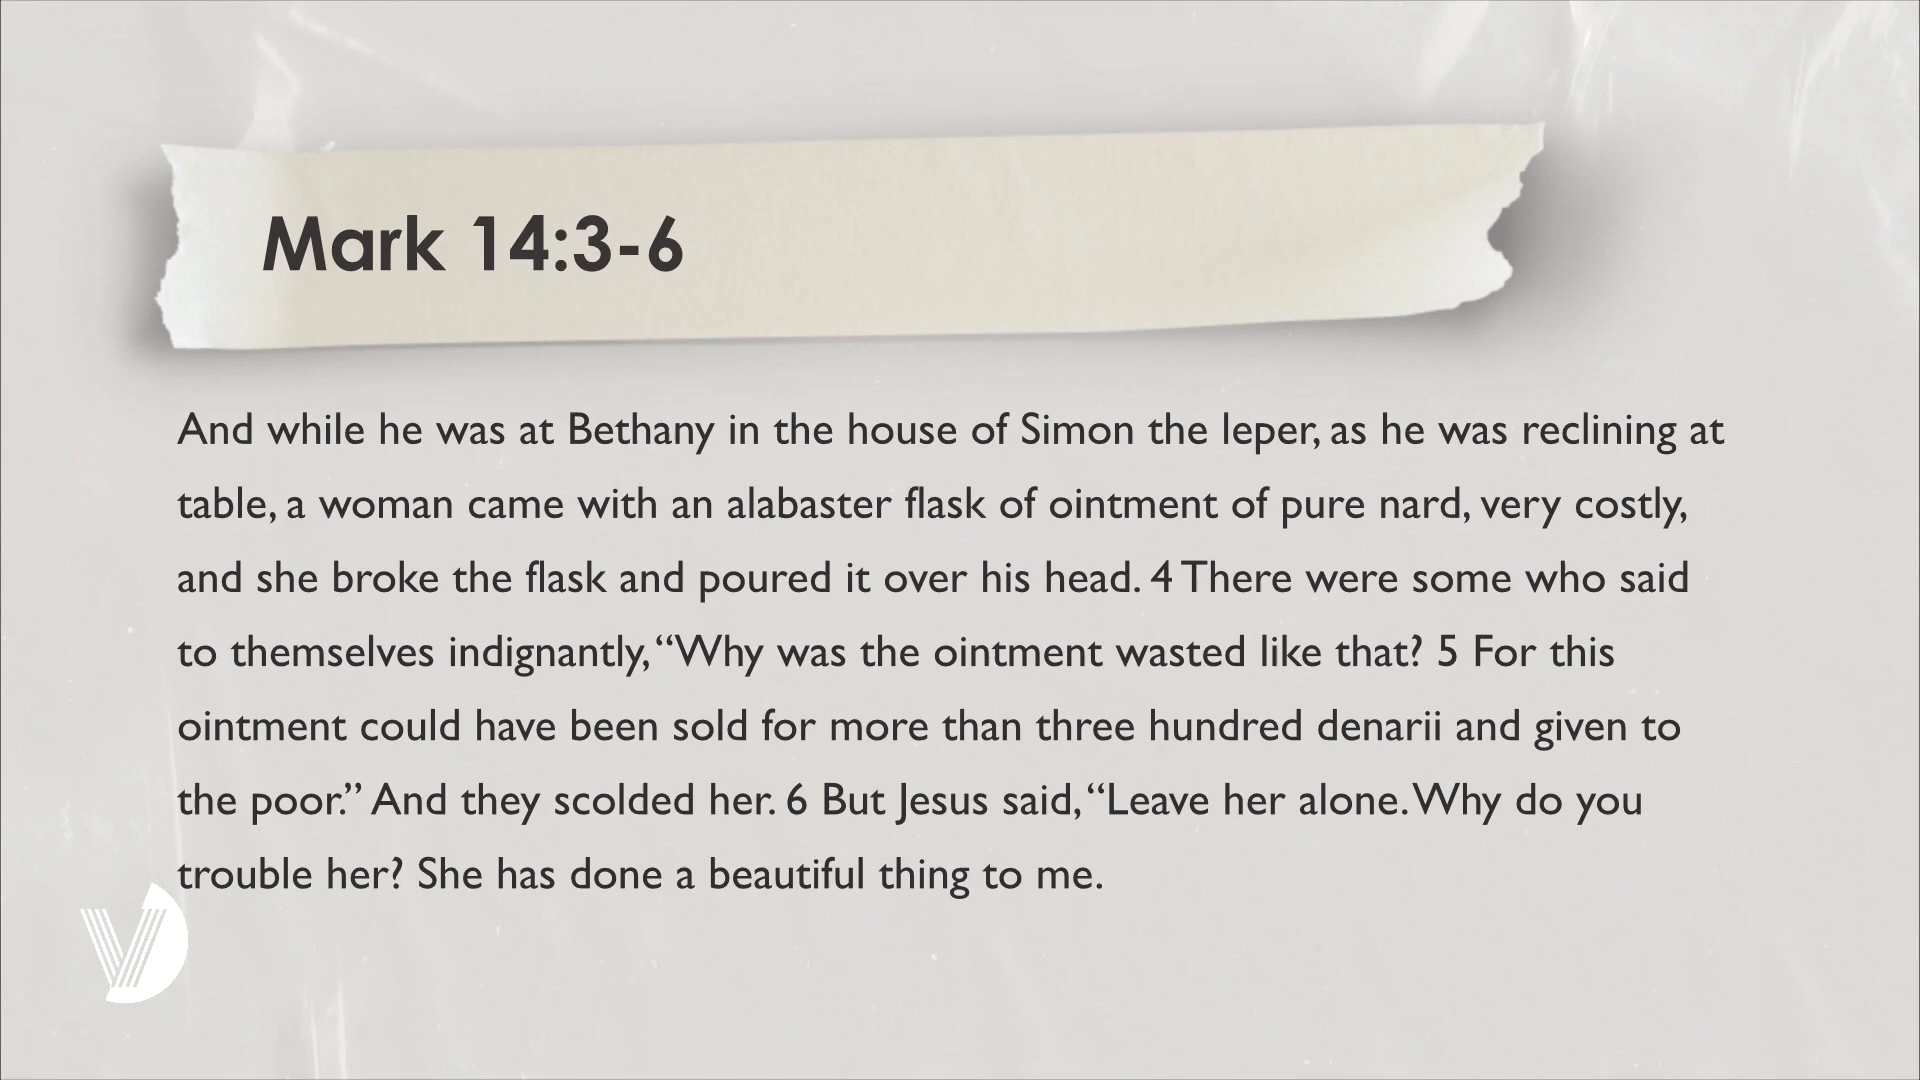 Mark 14:3-6
And while he was at Bethany in the house of Simon the leper, as he was reclining at
table, a woman came with an alabaster flask of ointment of pure nard, very costly,
and she broke the flask and poured it over his head. 4 There were some who said
to themselves indignantly, “Why was the ointment wasted like that? 5 For this
ointment could have been sold for more than three hundred denarii and given to
the poor.” And they scolded her. 6 But Jesus said, “Leave her alone. Why do you
trouble her? She has done a beautiful thing to me.